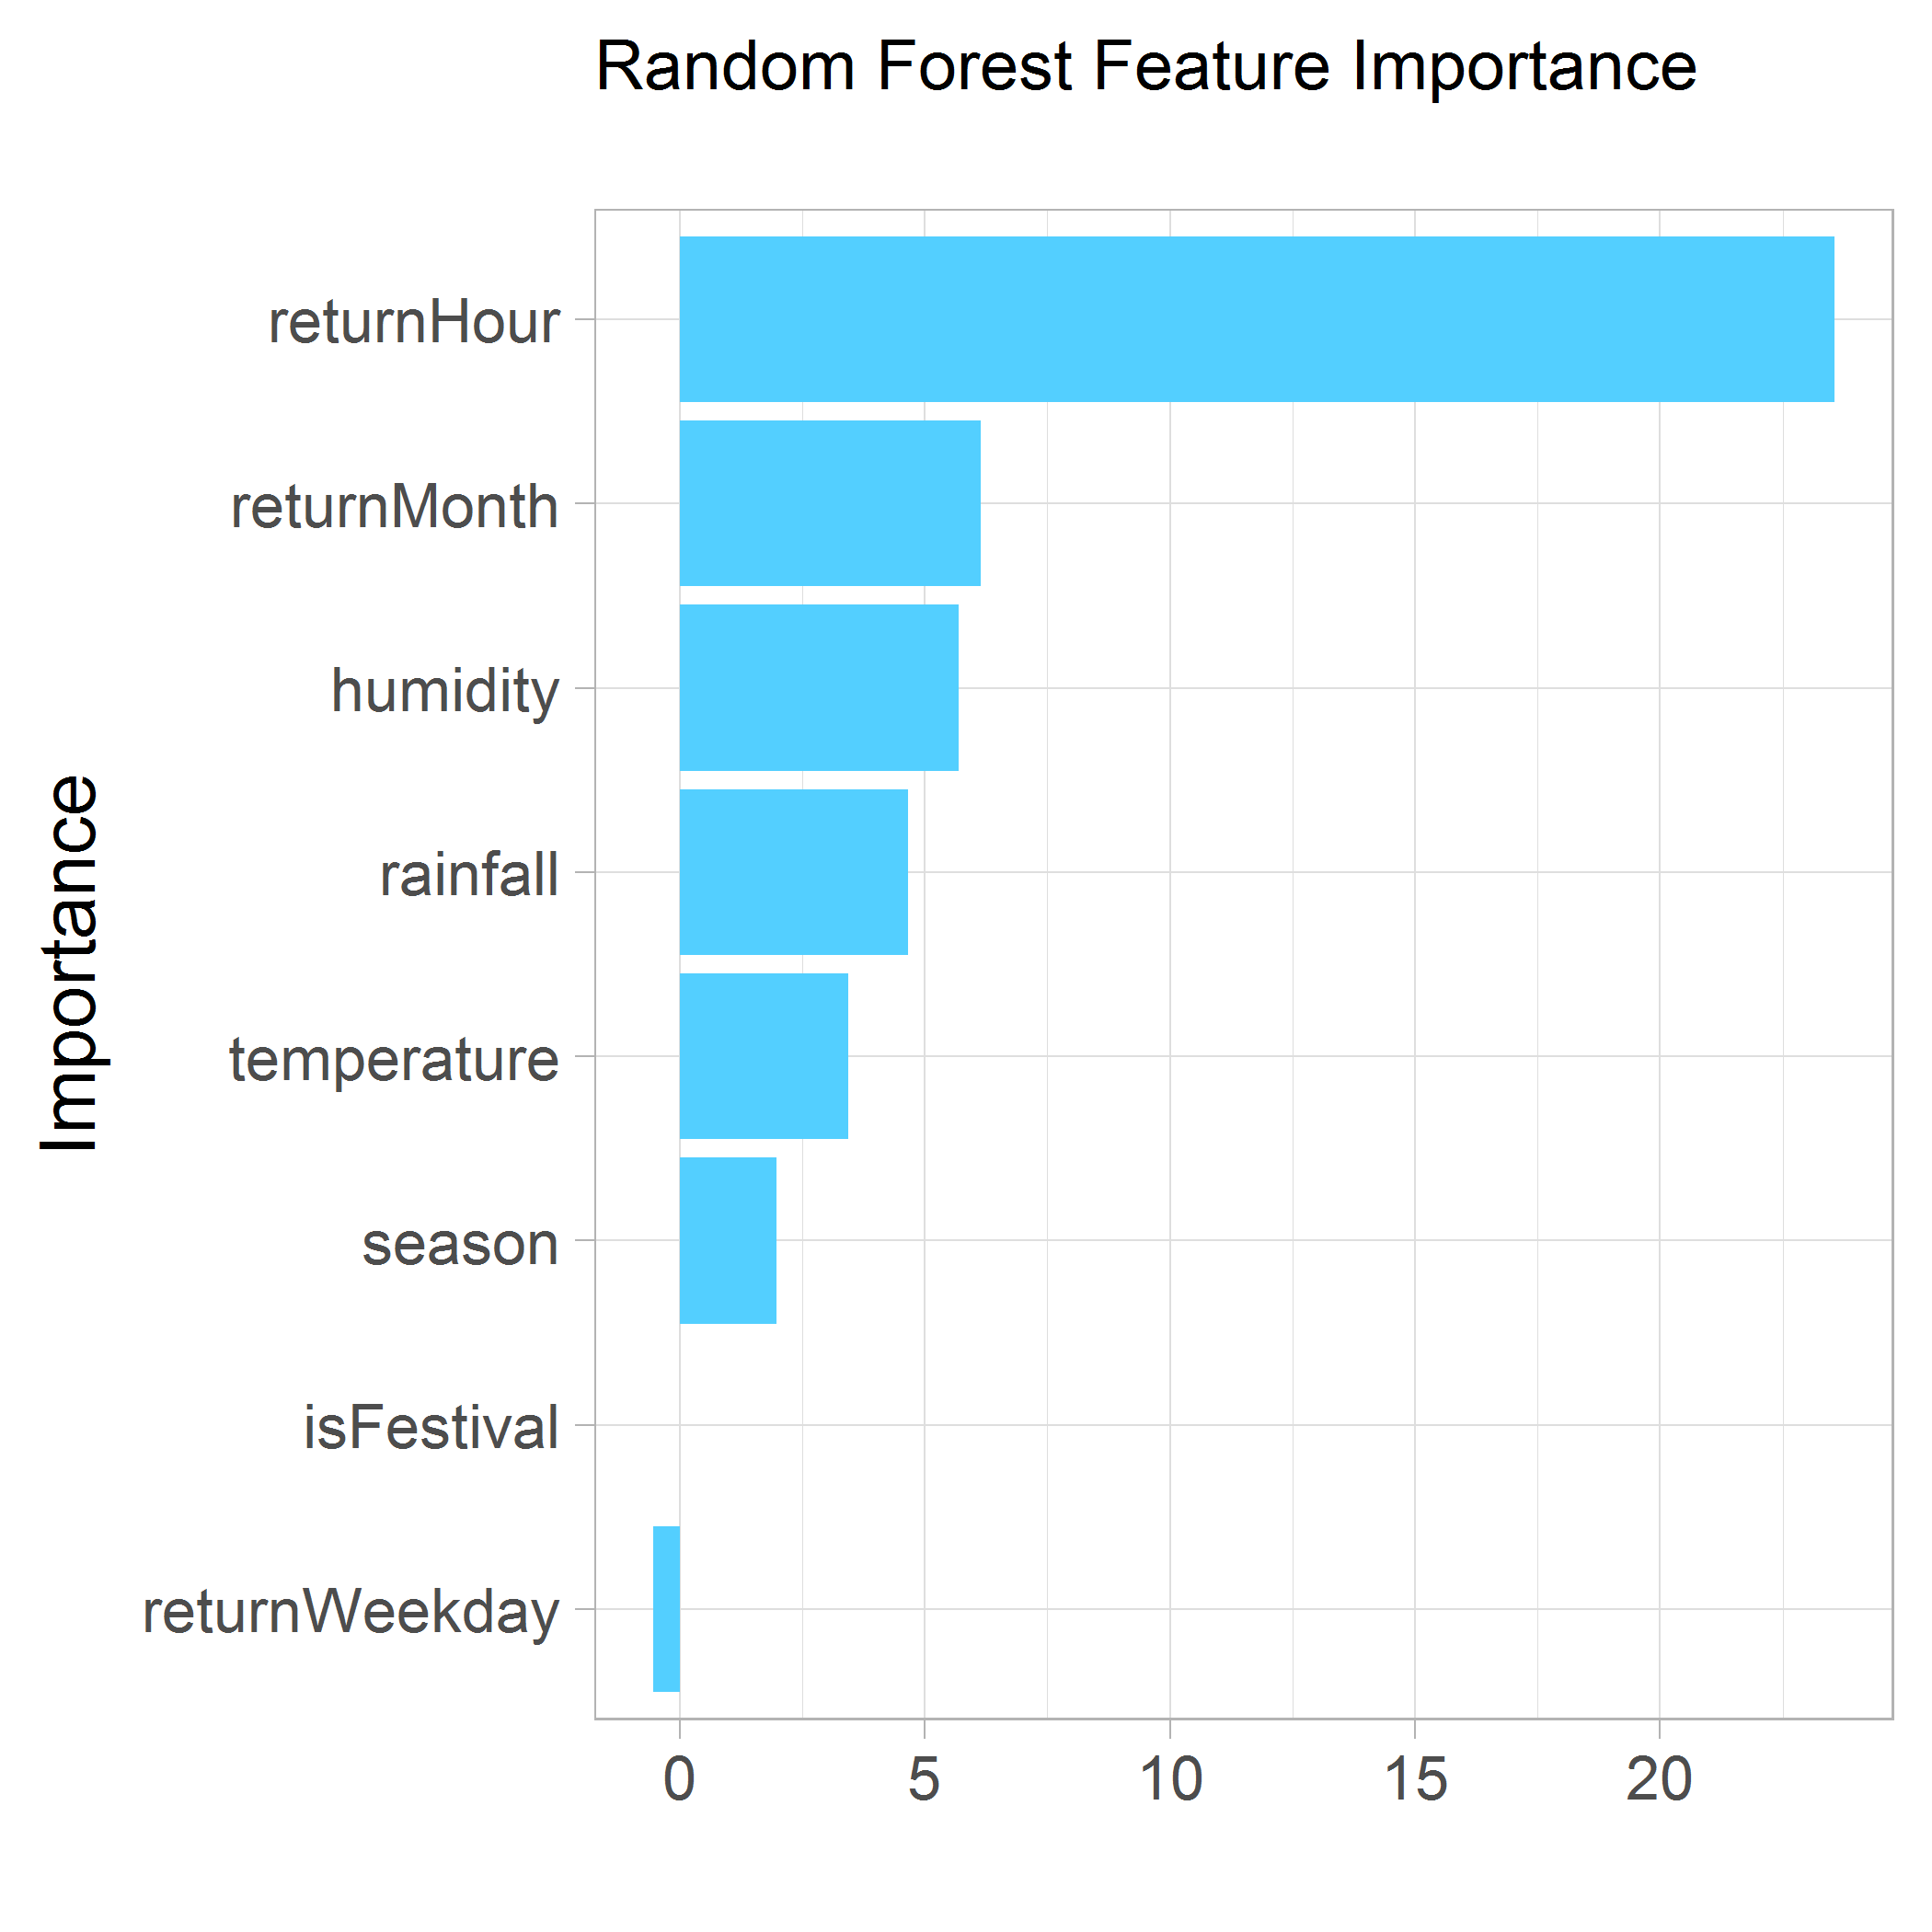 Random Forest Feature Importance
Importance
returnHour
returnMonth
humidity
rainfall
temperature
season
isFestival
returnWeekday
0 5 10 15 20